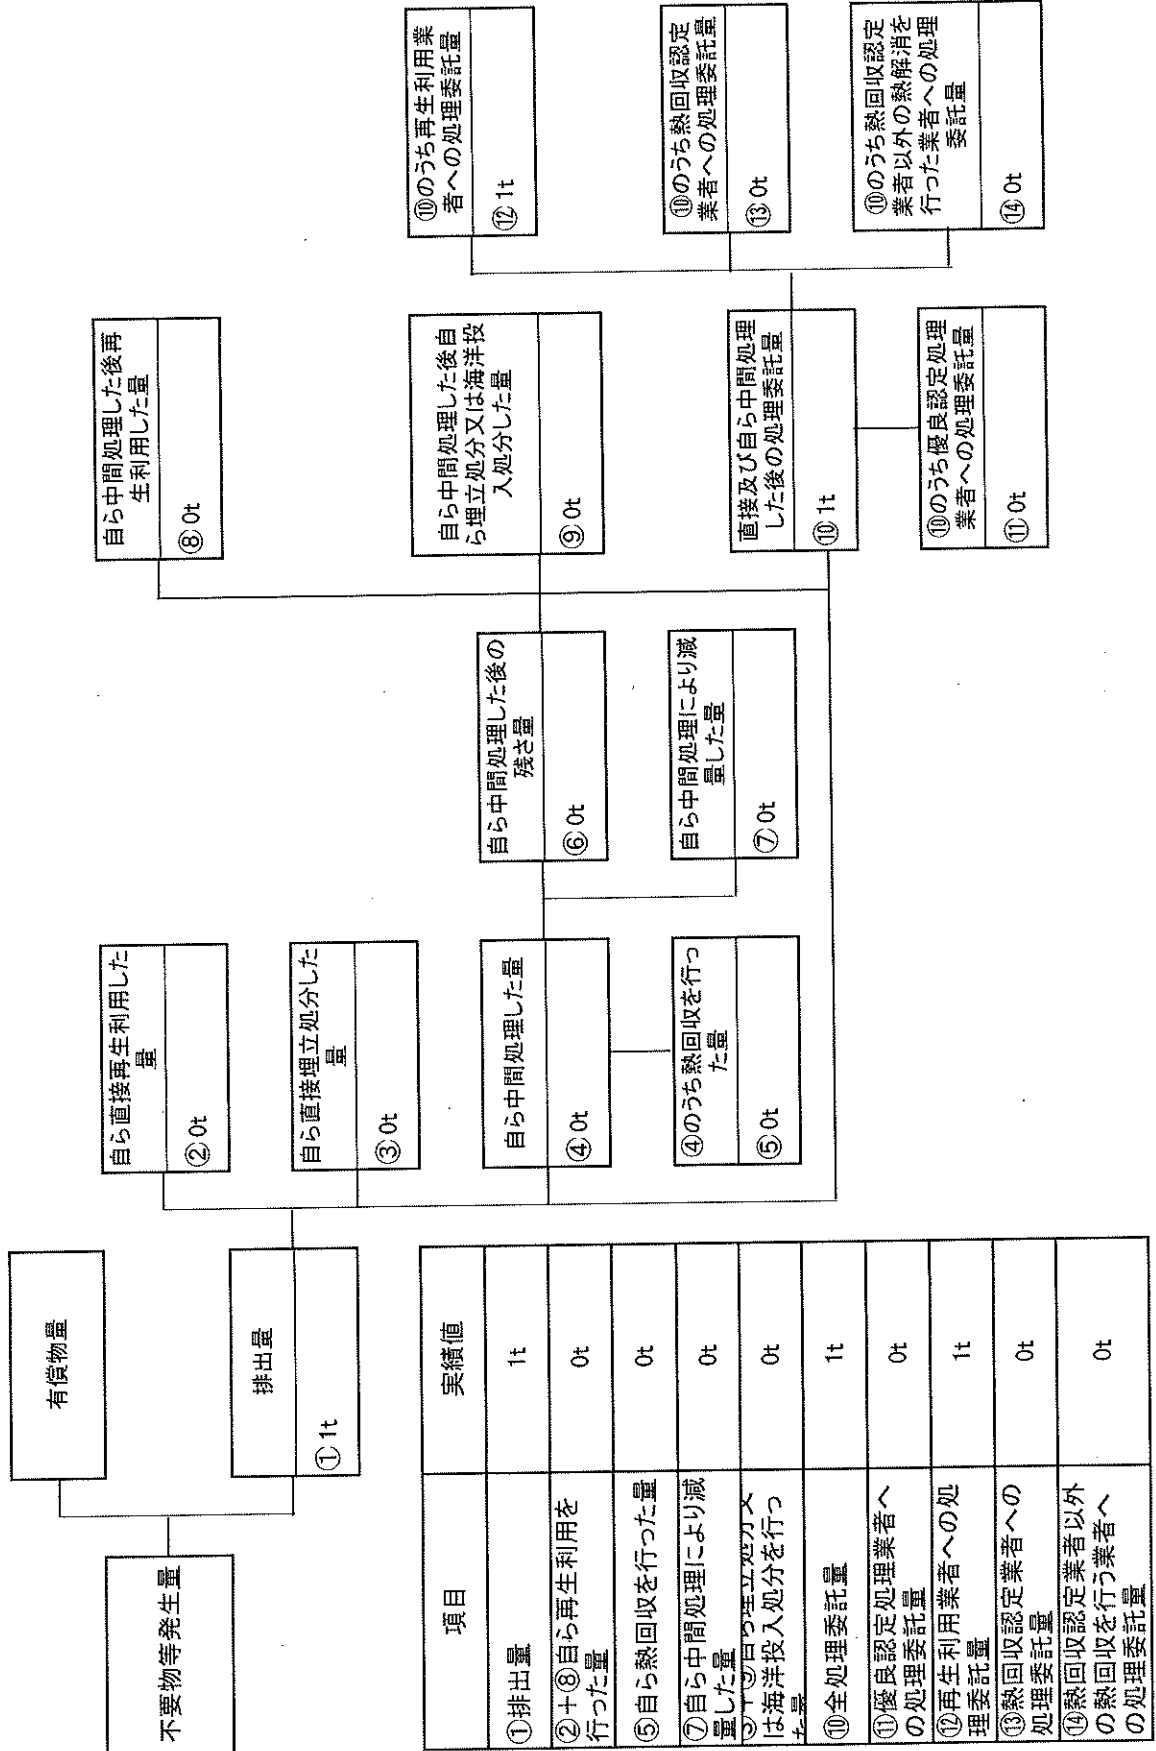 不要物等発生量
有償物量
排出量
① 1t
自ら直接再生利用した
量
② 0t
自ら直接埋立処分した
量
③ 0t
自ら中間処理した量
④ 0t
④のうち熱回収を行っ
た量
⑤ 0t
自ら中間処理した後の
残さ量
⑥ 0t
自ら中間処理により減
量した量
⑦ 0t
自ら中間処理した後再
生利用した量
⑧ 0t
自ら中間処理した後自
ら埋立処分又は海洋投
入処分した量
⑨ 0t
直接及び自ら中間処理
した後の処理委託量
⑩ 1t
⑩のうち優良認定処理
業者への処理委託量
⑪ 0t
⑩のうち再生利用業
者への処理委託量
⑫ 1t
⑩のうち熱回収認定
業者への処理委託量
⑬ 0t
⑩のうち熱回収認定
業者以外の熱解消を
行った業者への処理
委託量
⑭ 0t
項目 実績値
①排出量 1t
②+⑧自ら再生利用を
行った量 0t
⑤自ら熱回収を行った量 0t
⑦自ら中間処理により減
量した量 0t
③+⑨自ら埋立処分又
は海洋投入処分を行っ
た量 0t
⑩全処理委託量 1t
⑪優良認定処理業者へ
の処理委託量 0t
⑫再生利用業者への処
理委託量 1t
⑬熱回収認定業者への
処理委託量 0t
⑭熱回収認定業者以外
の熱回収を行う業者へ
の処理委託量 0t